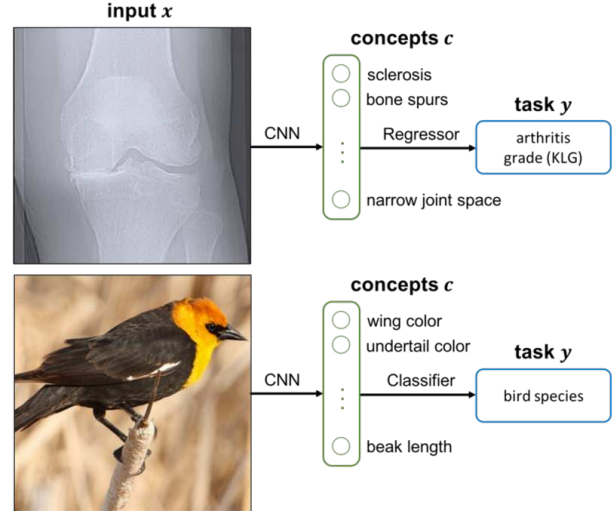 input x
concepts c
sclerosis
bone spurs
task y
CNN
Regressor
arthritis
grade (KLG)
narrow joint space
concepts c
wing color
undertail color
task y
CNN
Classifier
bird species
beak length